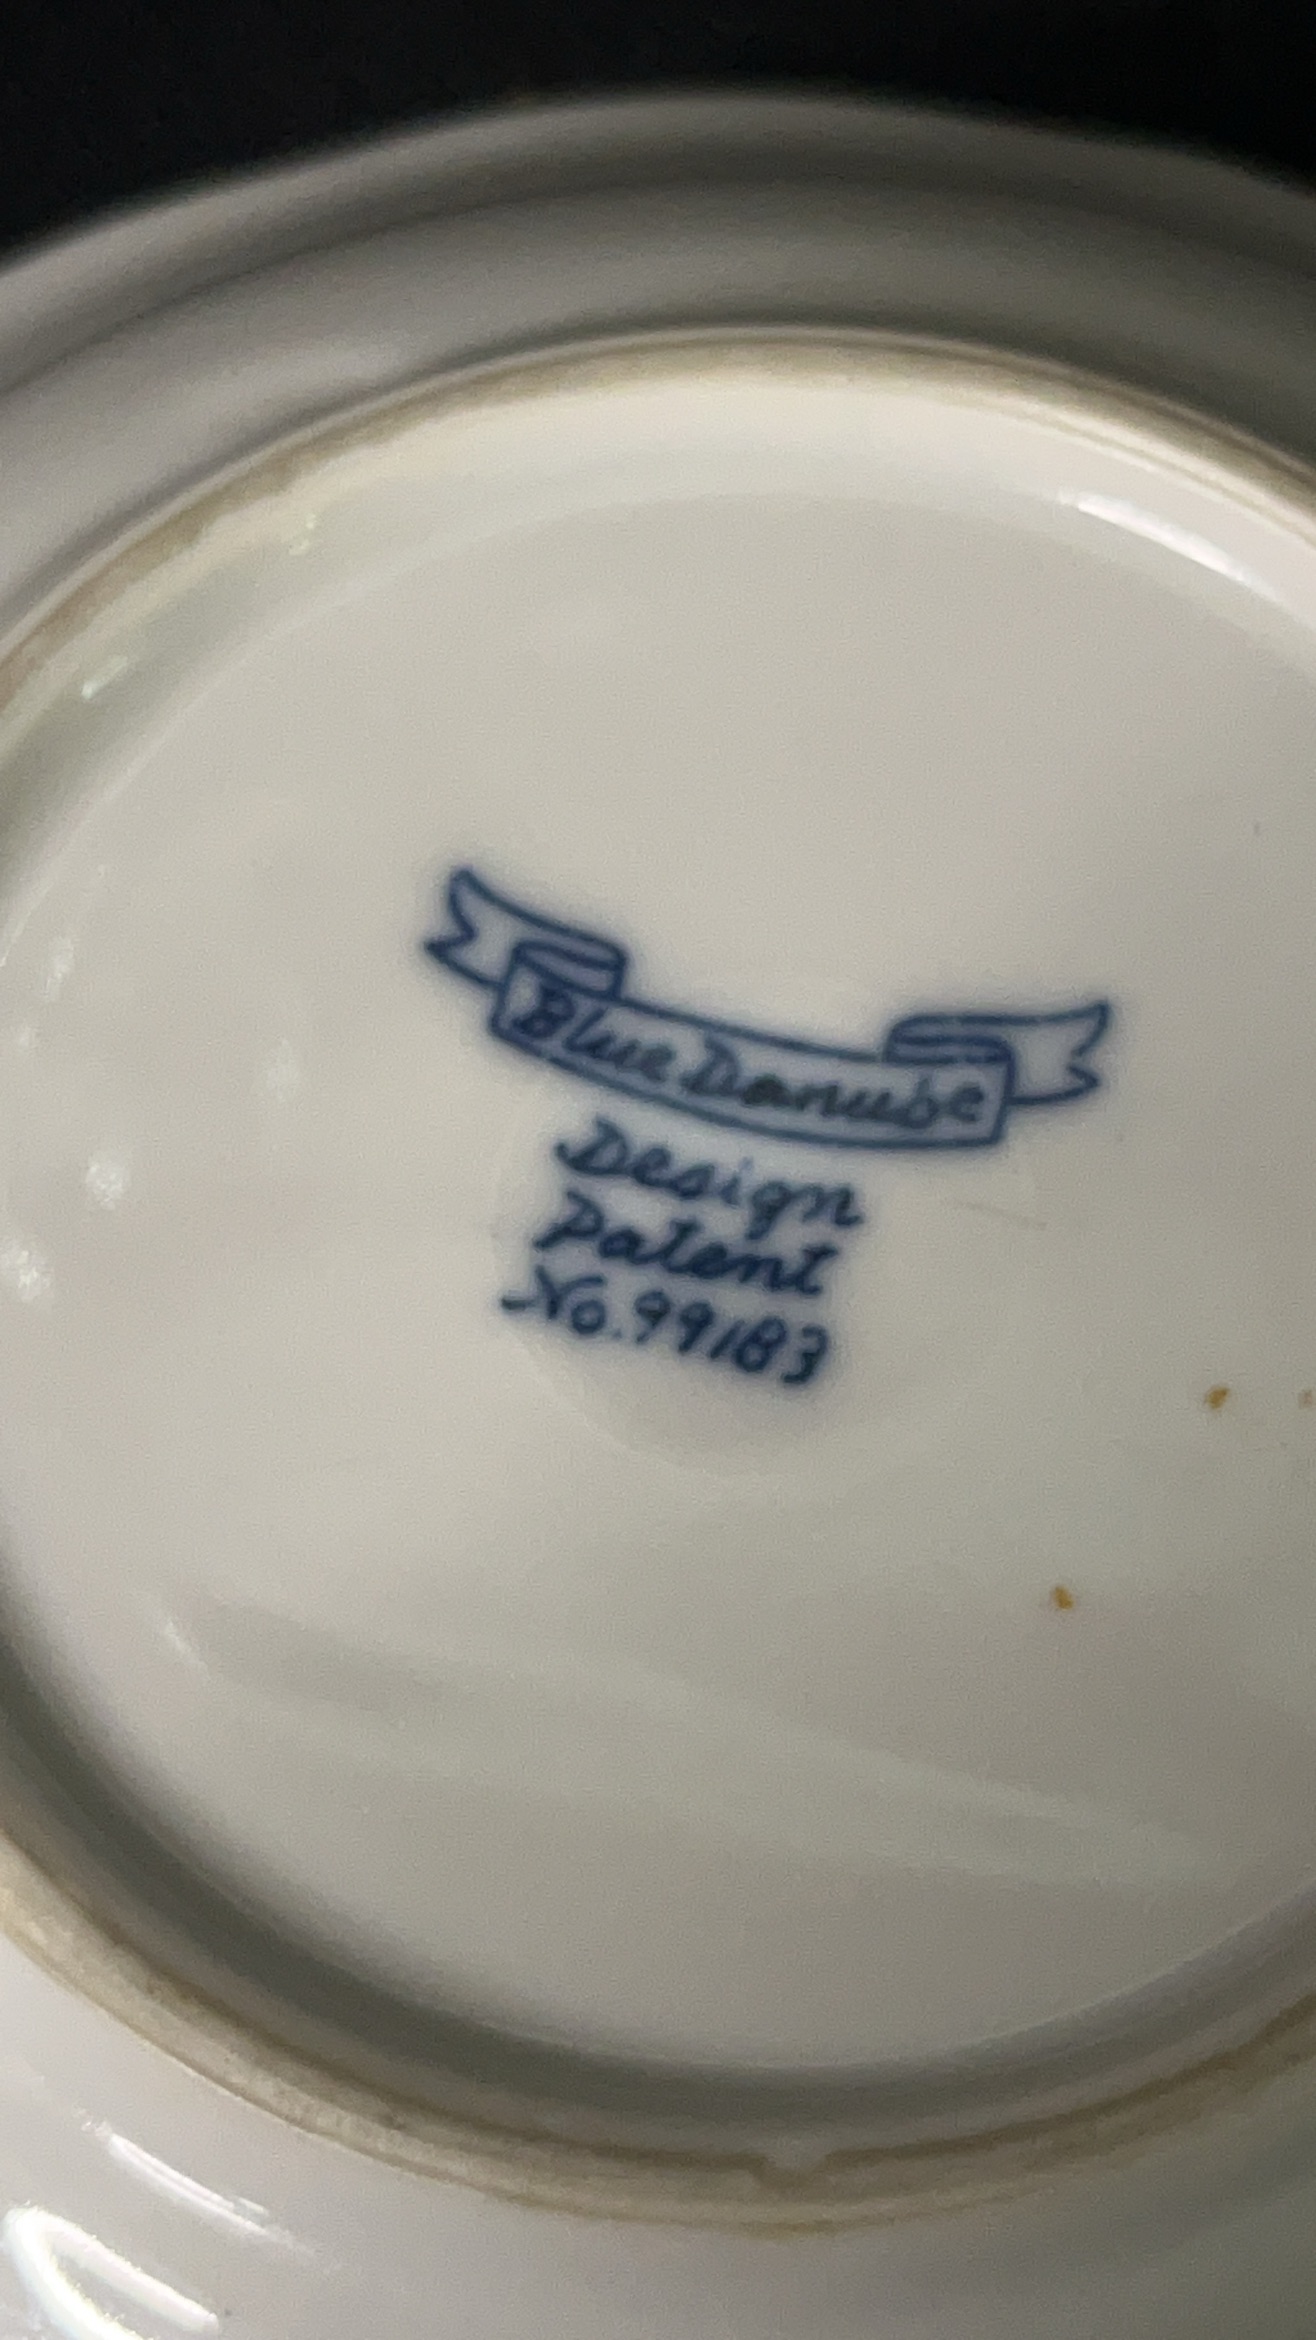 Blue Danube
Design
Patent
No. 99183